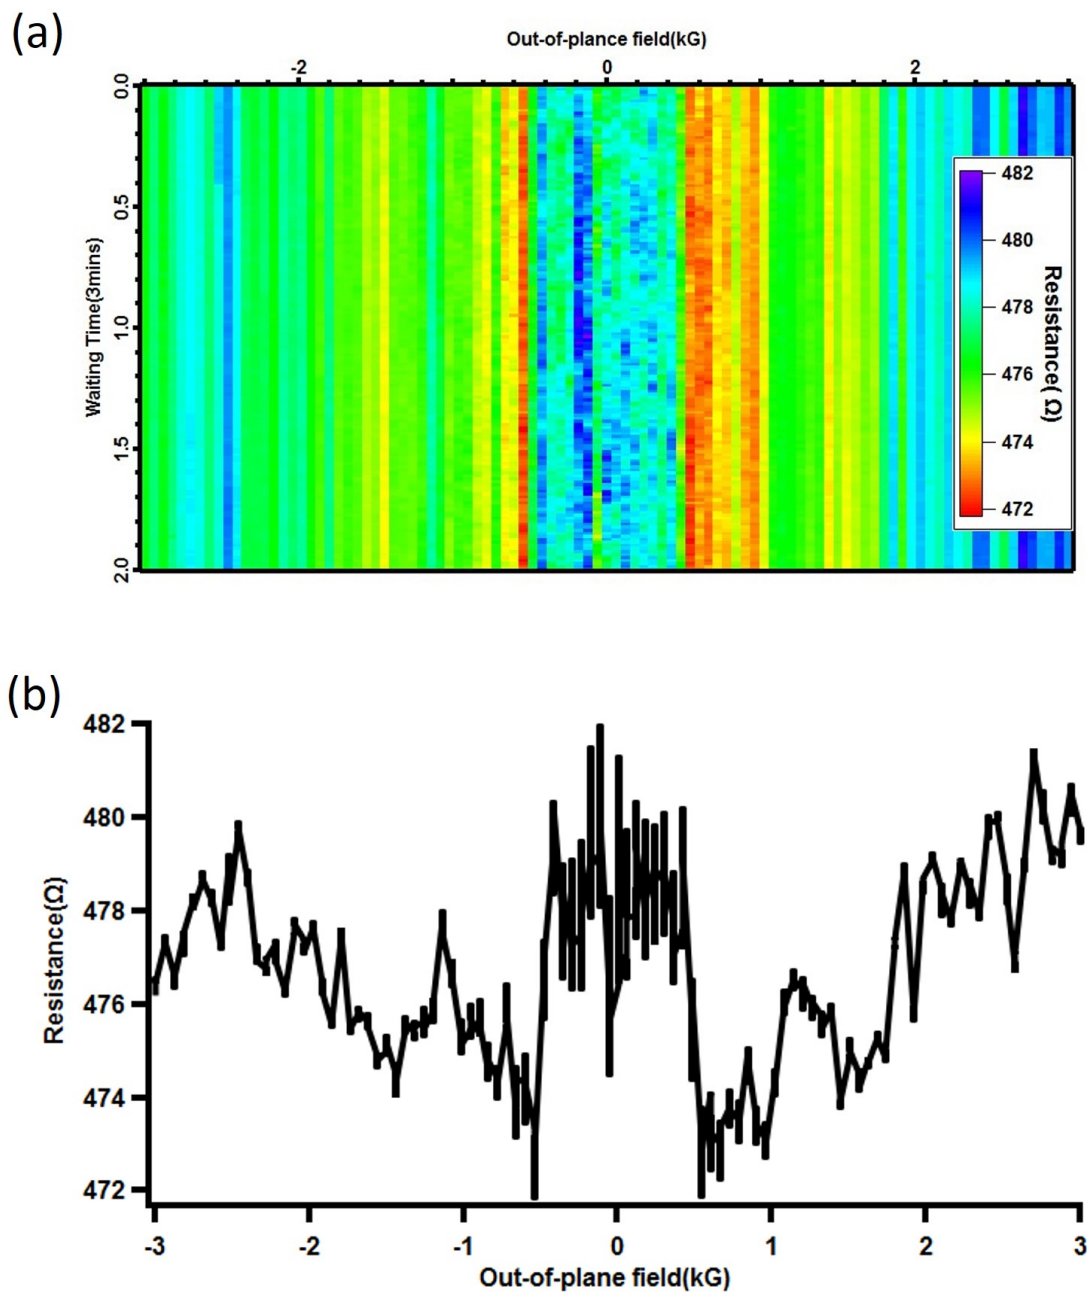 (a)
Out-of-plance field(kG)
-2 0 2
0.0
0.5
1.0
1.5
2.0
Waiting Time(3mins)
482
480
478
476
474
472
Resistance( Ω)
(b)
482
480
478
476
474
472
Resistance(Ω)
-3 -2 -1 0 1 2 3
Out-of-plane field(kG)